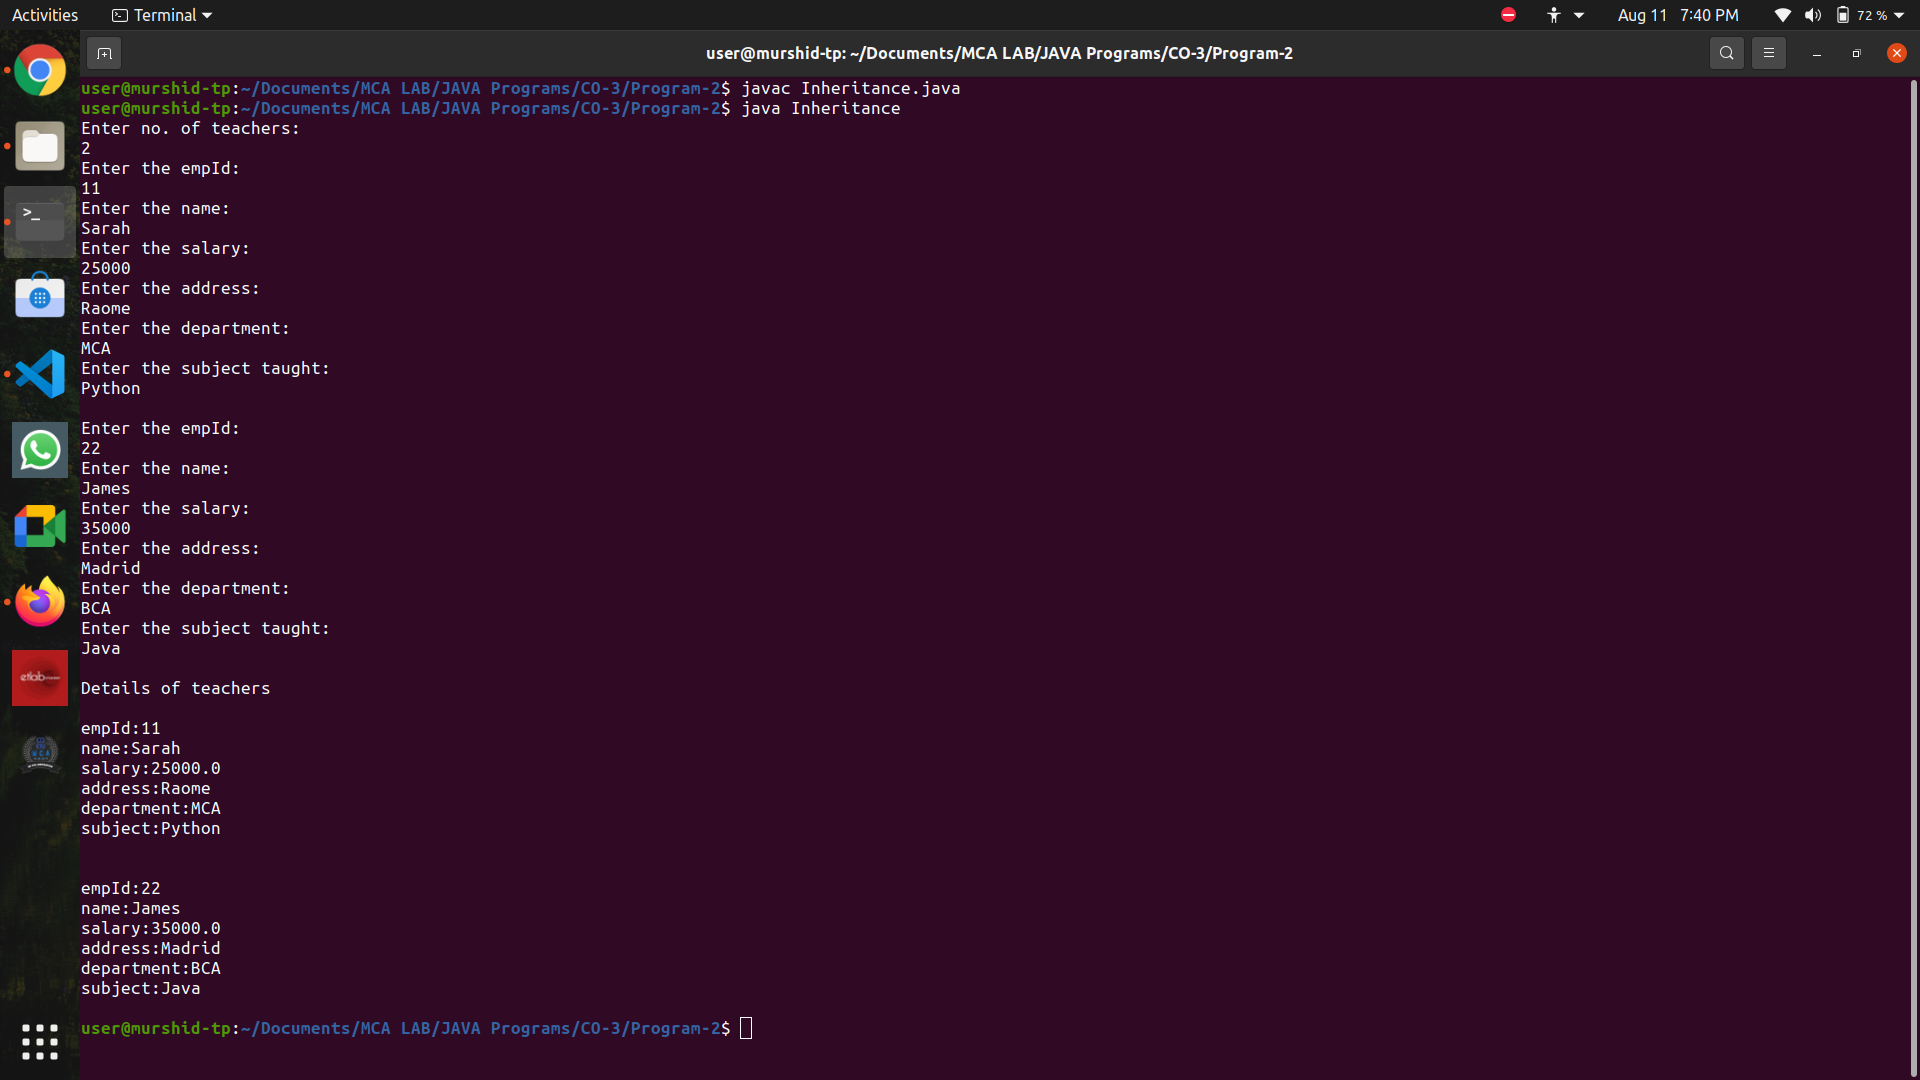 Activities
Terminal
Aug 11 7:40 PM
72 %
user@murshid-tp: ~/Documents/MCA LAB/JAVA Programs/CO-3/Program-2
user@murshid-tp:~/Documents/MCA LAB/JAVA Programs/CO-3/Program-2$ javac Inheritance.java
user@murshid-tp:~/Documents/MCA LAB/JAVA Programs/CO-3/Program-2$ java Inheritance
Enter no. of teachers:
2
Enter the empId:
11
Enter the name:
Sarah
Enter the salary:
25000
Enter the address:
Raome
Enter the department:
MCA
Enter the subject taught:
Python
Enter the empId:
22
Enter the name:
James
Enter the salary:
35000
Enter the address:
Madrid
Enter the department:
BCA
Enter the subject taught:
Java
Details of teachers
empId:11
name:Sarah
salary:25000.0
address:Raome
department:MCA
subject:Python
empId:22
name:James
salary:35000.0
address:Madrid
department:BCA
subject:Java
user@murshid-tp:~/Documents/MCA LAB/JAVA Programs/CO-3/Program-2$
>_
etlab
MCA